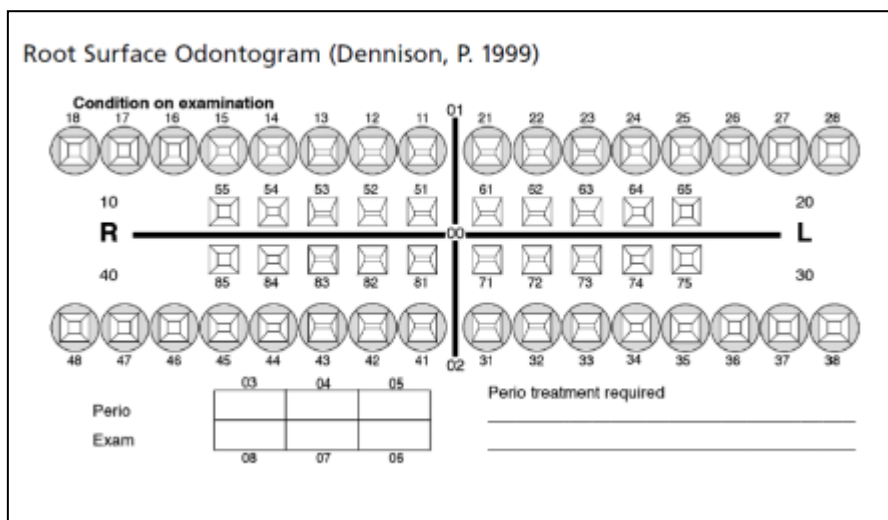 Root Surface Odontogram (Dennison, P. 1999)
Condition on examination
01
18 17 16 15 14 13 12 11 21 22 23 24 25 26 27 28
55 54 53 52 51 61 62 63 64 65
10 20
R 00 L
40 30
85 84 83 82 81 71 72 73 74 75
48 47 46 45 44 43 42 41 31 32 33 34 35 36 37 38
02
03 04 05
Perio treatment required
Perio
Exam
08 07 06